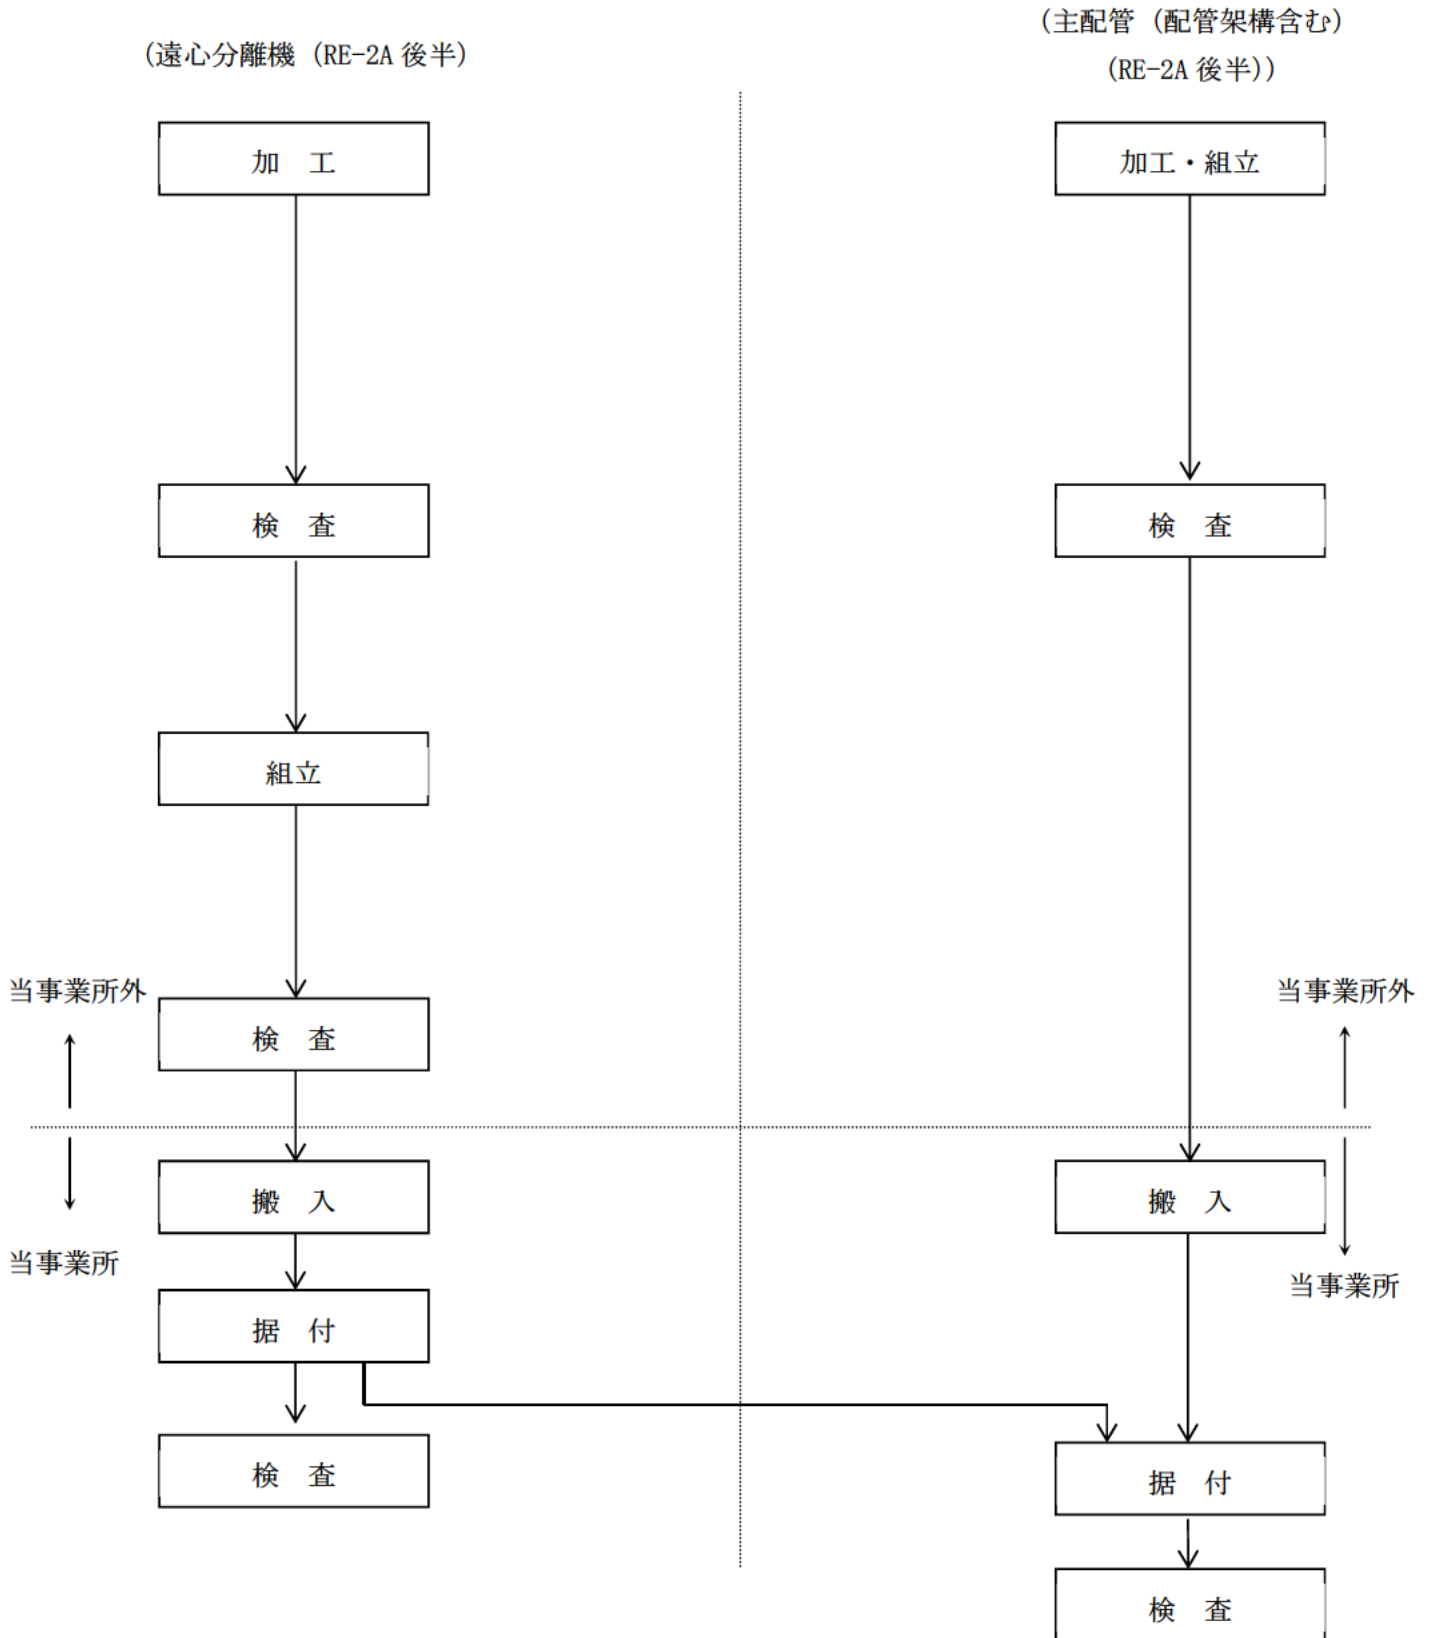 (遠心分離機 (RE-2A 後半)
加　工
検　査
組立
当事業所外
検　査
搬　入
当事業所
据　付
検　査
(主配管 (配管架構含む)
(RE-2A 後半))
加工・組立
検　査
当事業所外
搬　入
当事業所
据　付
検　査